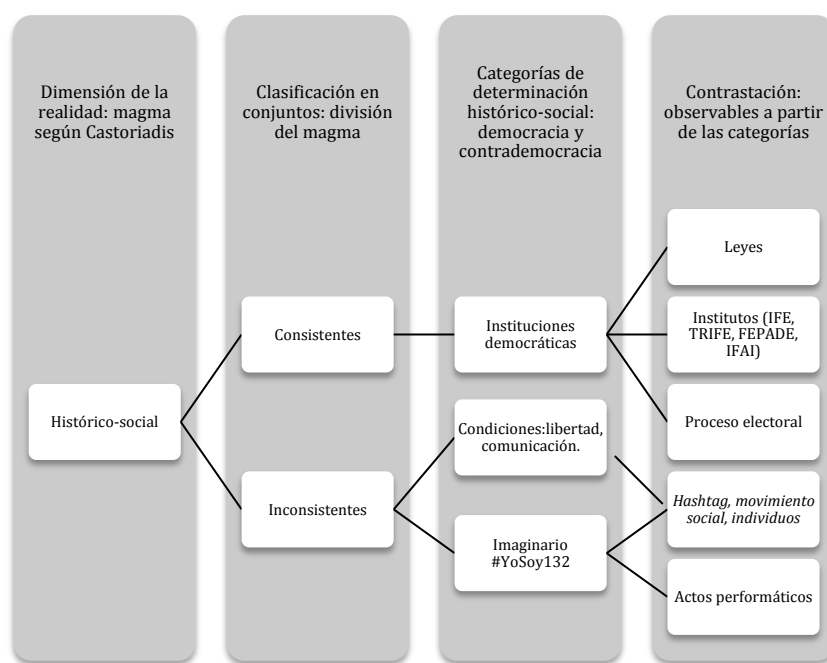 Dimensión de la
realidad: magma
según Castoriadis
Clasificación en
conjuntos: división
del magma
Categorías de
determinación
histórico-social:
democracia y
contrademocracia
Contrastación:
observables a partir
de las categorías
Histórico-social
Consistentes
Inconsistentes
Instituciones
democráticas
Condiciones:libertad,
comunicación.
Imaginario
#YoSoy132
Leyes
Institutos (IFE,
TRIFE, FEPADE,
IFAI)
Proceso electoral
Hashtag, movimiento
social, individuos
Actos performáticos